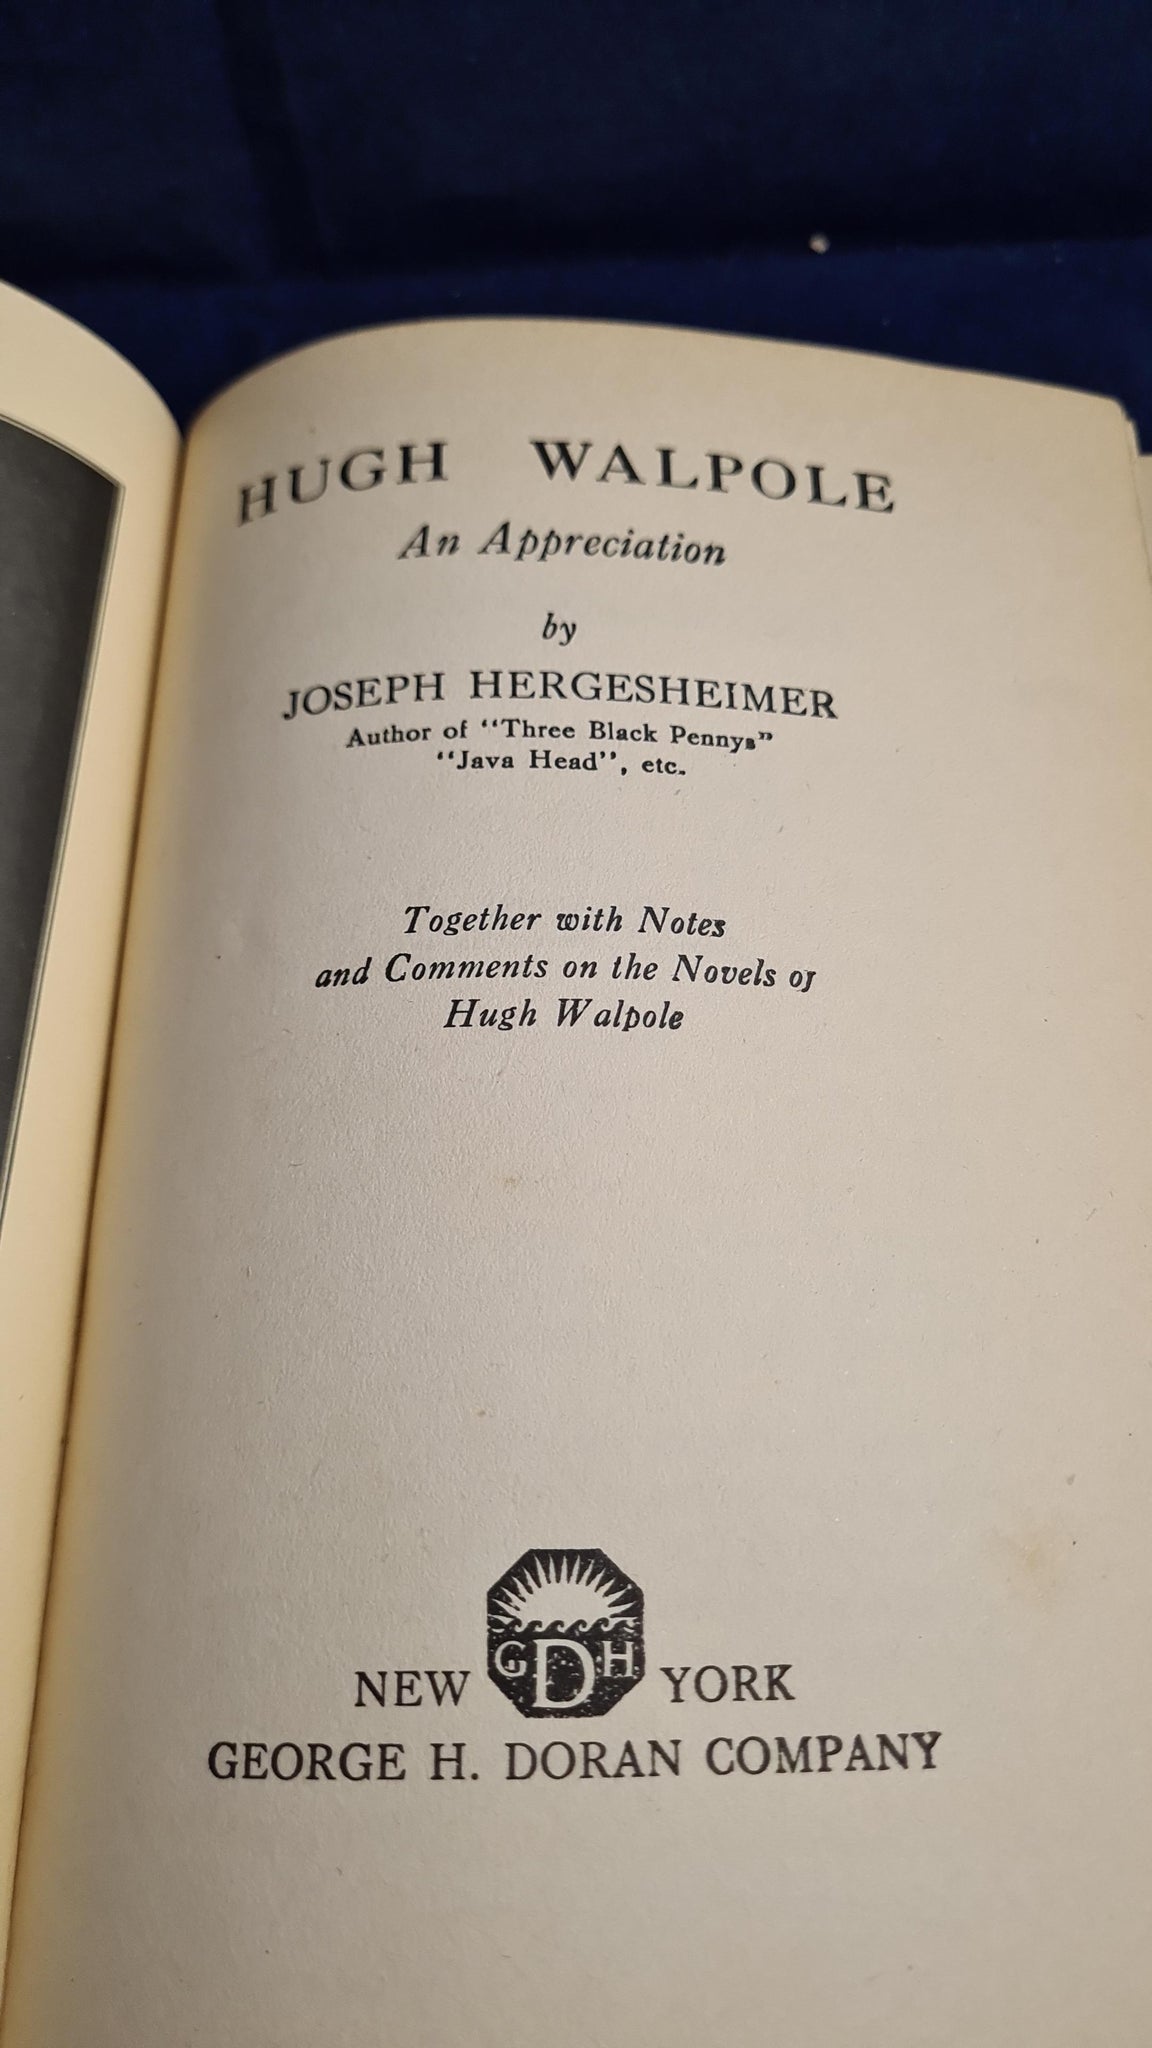 HUGH WALPOLE
An Appreciation
by
JOSEPH HERGESHEIMER
Author of "Three Black Pennys"
"Java Head", etc.
Together with Notes
and Comments on the Novels of
Hugh Walpole
G D H
NEW YORK
GEORGE H. DORAN COMPANY